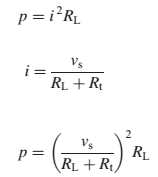 p = i²R_L
i = v_s / (R_L + R_t)
p = (v_s / (R_L + R_t))² R_L